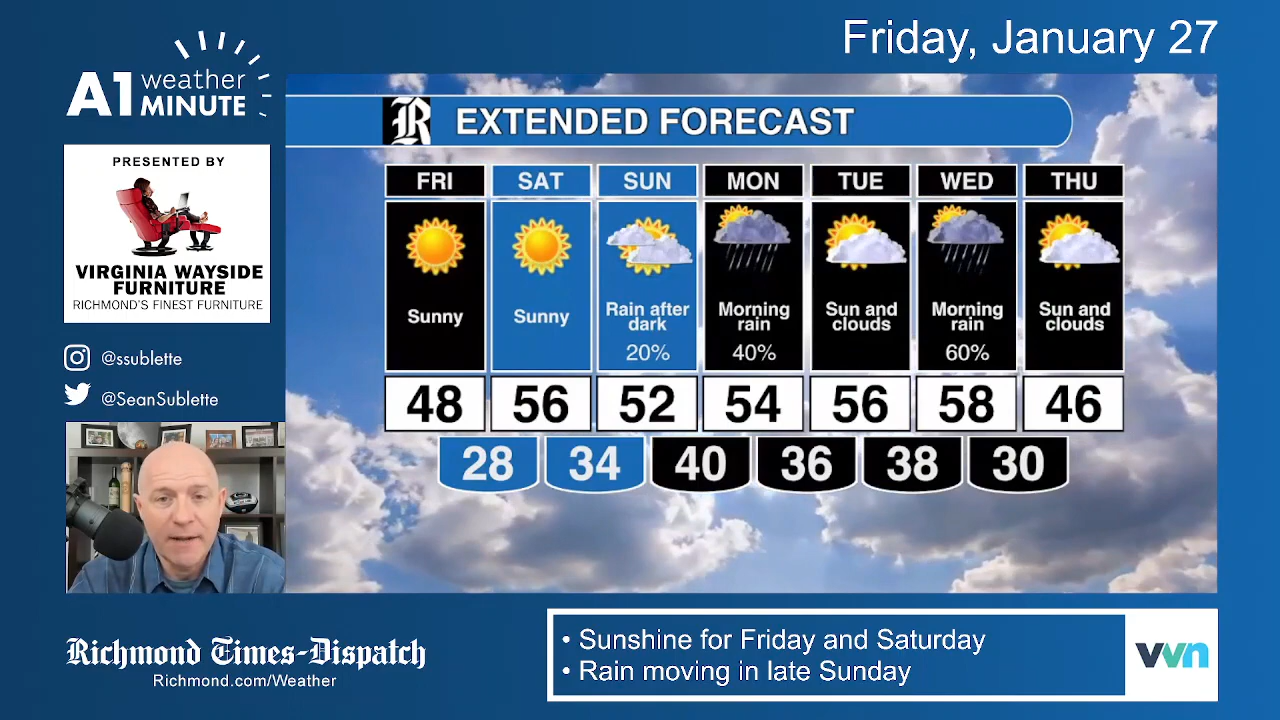 Friday, January 27
A1 weather MINUTE
PRESENTED BY
VIRGINIA WAYSIDE
FURNITURE
RICHMOND'S FINEST FURNITURE
@ssublette
@SeanSublette
R EXTENDED FORECAST
FRI SAT SUN MON TUE WED THU
Sunny Sunny Rain after dark 20% Morning rain 40% Sun and clouds Morning rain 60% Sun and clouds
48 56 52 54 56 58 46
28 34 40 36 38 30
Richmond Times-Dispatch
Richmond.com/Weather
• Sunshine for Friday and Saturday
• Rain moving in late Sunday
vvn